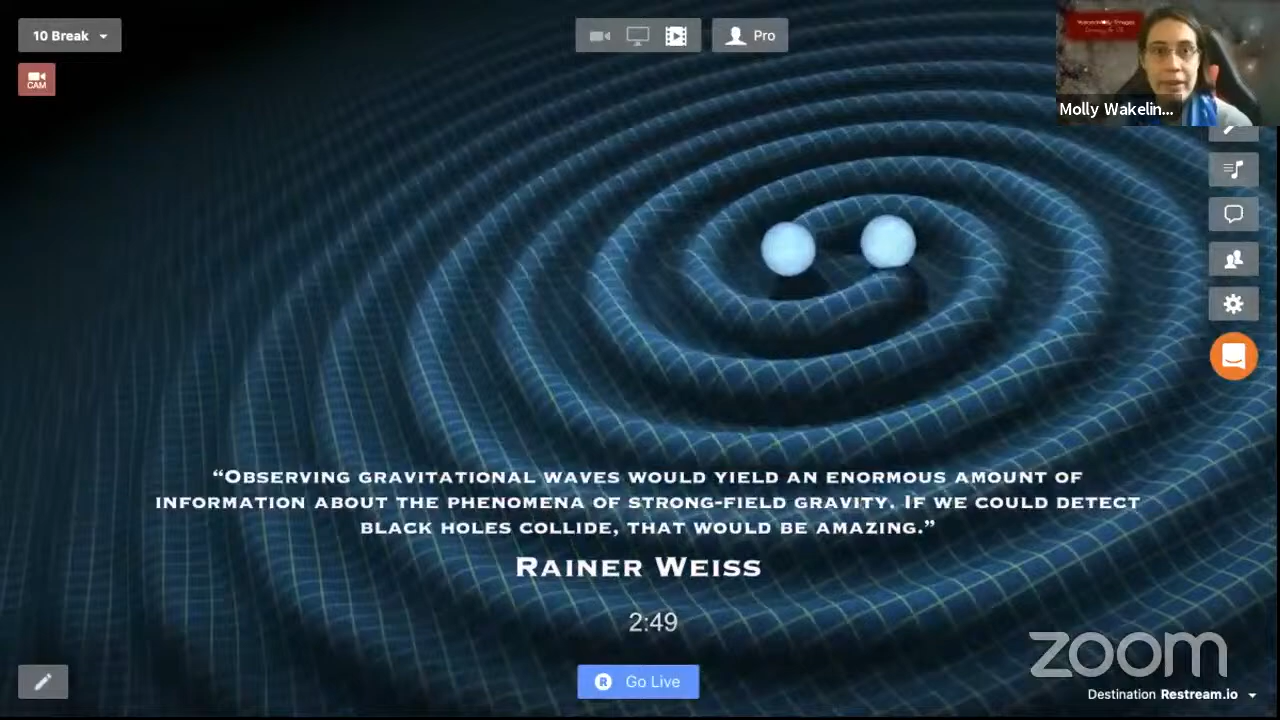 10 Break
Pro
CAM
Molly Wakelin...
“Observing gravitational waves would yield an enormous amount of
information about the phenomena of strong-field gravity. If we could detect
black holes collide, that would be amazing.”
Rainer Weiss
2:49
R Go Live
zoom
Destination Restream.io